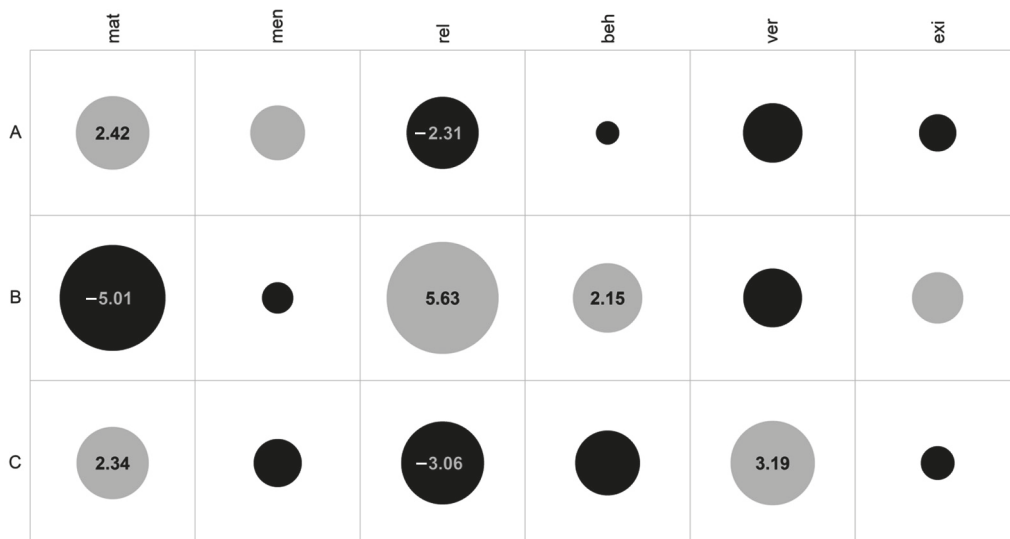 mat men rel beh ver exi
A 2.42 −2.31
B −5.01 5.63 2.15
C 2.34 −3.06 3.19